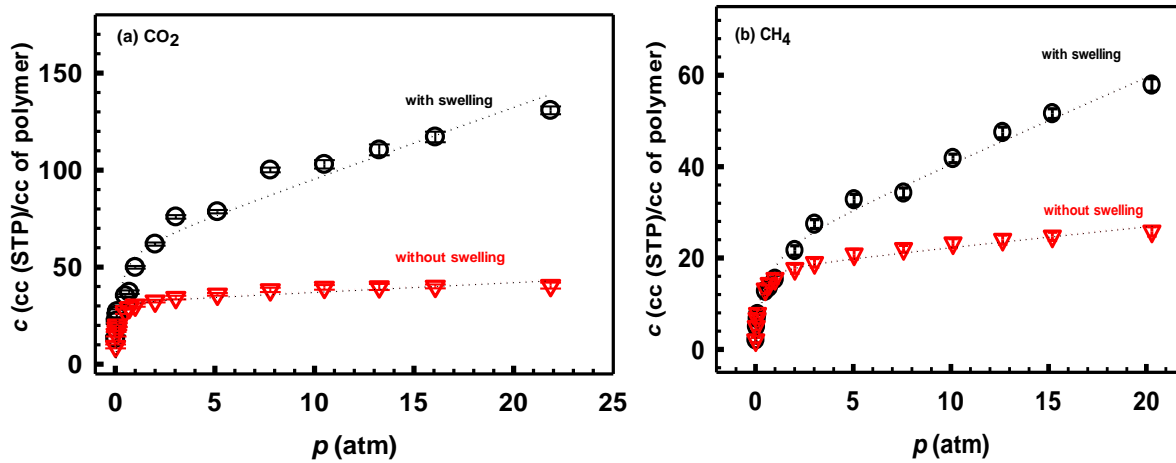 (a) CO2
with swelling
without swelling
150
100
50
0
0 5 10 15 20 25
p (atm)
c (cc (STP)/cc of polymer)
(b) CH4
with swelling
without swelling
60
40
20
0
0 5 10 15 20
p (atm)
c (cc (STP)/cc of polymer)